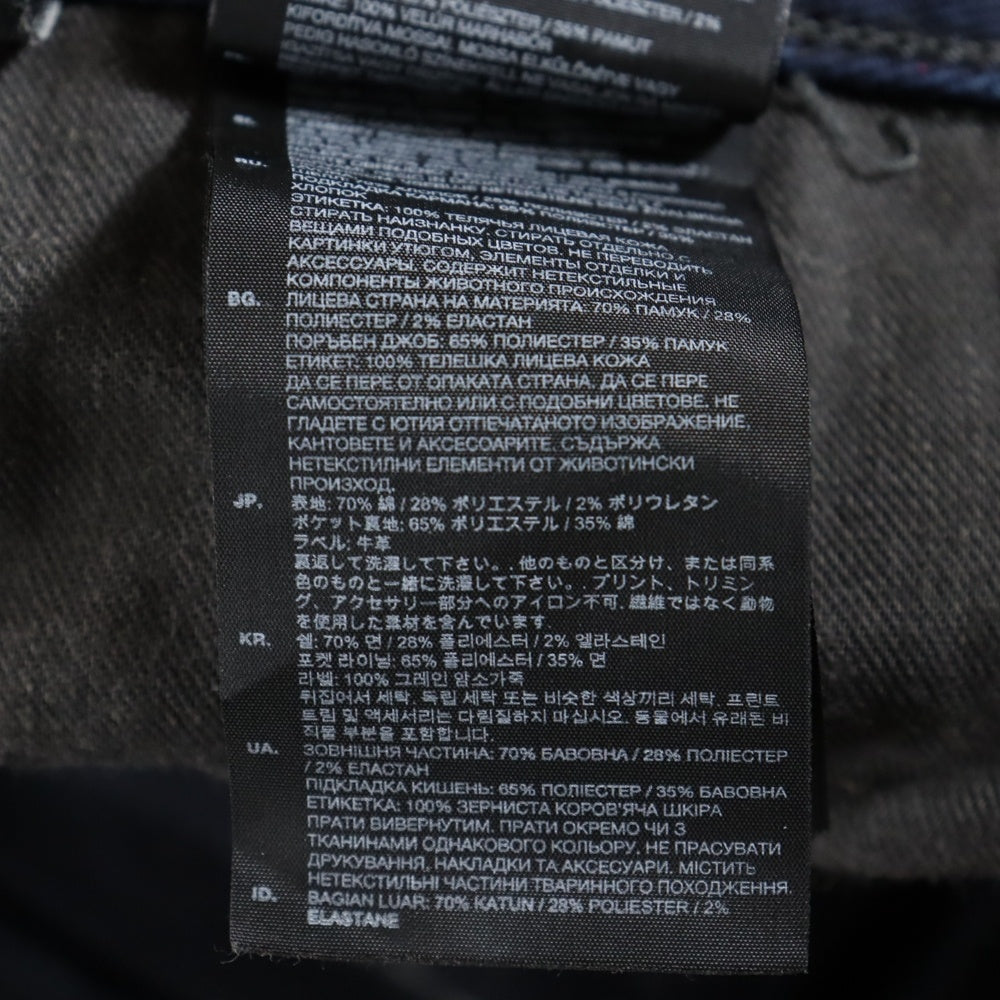 POLIÉSZTER / 2%
POLIÉSZTER / 35% PAMUT
100% VELÚR MARHABŐR
KIFORDÍTVA MOSSA! MOSSA ELKÜLÖNÍTVE VAGY
PEDIG HASONLÓ
RU.
ХЛОПОК
ЭТИКЕТКА: 100% ТЕЛЯЧЬЯ ЛИЦЕВАЯ КОЖА
СТИРАТЬ НАИЗНАНКУ. СТИРАТЬ ОТДЕЛЬНО С
ВЕЩАМИ ПОДОБНЫХ ЦВЕТОВ. НЕ ПЕРЕВОДИТЬ
КАРТИНКИ УТЮГОМ. ЭЛЕМЕНТЫ ОТДЕЛКИ И
АКСЕССУАРЫ. СОДЕРЖИТ НЕТЕКСТИЛЬНЫЕ
КОМПОНЕНТЫ ЖИВОТНОГО ПРОИСХОЖДЕНИЯ
BG. ЛИЦЕВА СТРАНА НА МАТЕРИЯТА: 70% ПАМУК / 28%
ПОЛИЕСТЕР / 2% ЕЛАСТАН
ПОРЪБЕН ДЖОБ: 65% ПОЛИЕСТЕР / 35% ПАМУК
ЕТИКЕТ: 100% ТЕЛЕШКА ЛИЦЕВА КОЖА
ДА СЕ ПЕРЕ ОТ ОПАКАТА СТРАНА. ДА СЕ ПЕРЕ
САМОСТОЯТЕЛНО ИЛИ С ПОДОБНИ ЦВЕТОВЕ. НЕ
ГЛАДЕТЕ С ЮТИЯ ОТПЕЧАТАНОТО ИЗОБРАЖЕНИЕ,
КАНТОВЕТЕ И АКСЕСОАРИТЕ. СЪДЪРЖА
НЕТЕКСТИЛНИ ЕЛЕМЕНТИ ОТ ЖИВОТИНСКИ
ПРОИЗХОД.
JP. 表地: 70% 綿 / 28% ポリエステル / 2% ポリウレタン
ポケット裏地: 65% ポリエステル / 35% 綿
ラベル: 牛革
裏返して洗濯して下さい。. 他のものと区分け、または同系
色のものと一緒に洗濯して下さい。. プリント、トリミン
グ、アクセサリー部分へのアイロン不可. 繊維ではなく動物
を使用した素材を含んでいます.
KR. 쉘: 70% 면 / 28% 폴리에스터 / 2% 엘라스테인
포켓 라이닝: 65% 폴리에스터 / 35% 면
라벨: 100% 그레인 암소가죽
뒤집어서 세탁. 독립 세탁 또는 비슷한 색상끼리 세탁. 프린트
트림 및 액세서리는 다림질하지 마십시오. 동물에서 유래된 비
직물 부분을 포함합니다.
UA. ЗОВНІШНЯ ЧАСТИНА: 70% БАВОВНА / 28% ПОЛІЕСТЕР
/ 2% ЕЛАСТАН
ПІДКЛАДКА КИШЕНЬ: 65% ПОЛІЕСТЕР / 35% БАВОВНА
ЕТИКЕТКА: 100% ЗЕРНИСТА КОРОВ'ЯЧА ШКІРА
ПРАТИ ВИВЕРНУТИМ. ПРАТИ ОКРЕМО ЧИ З
ТКАНИНАМИ ОДНАКОВОГО КОЛЬОРУ. НЕ ПРАСУВАТИ
ДРУКУВАННЯ, НАКЛАДКИ ТА АКСЕСУАРИ. МІСТИТЬ
НЕТЕКСТИЛЬНІ ЧАСТИНИ ТВАРИННОГО ПОХОДЖЕННЯ.
ID. BAGIAN LUAR: 70% KATUN / 28% POLIESTER / 2%
ELASTANE